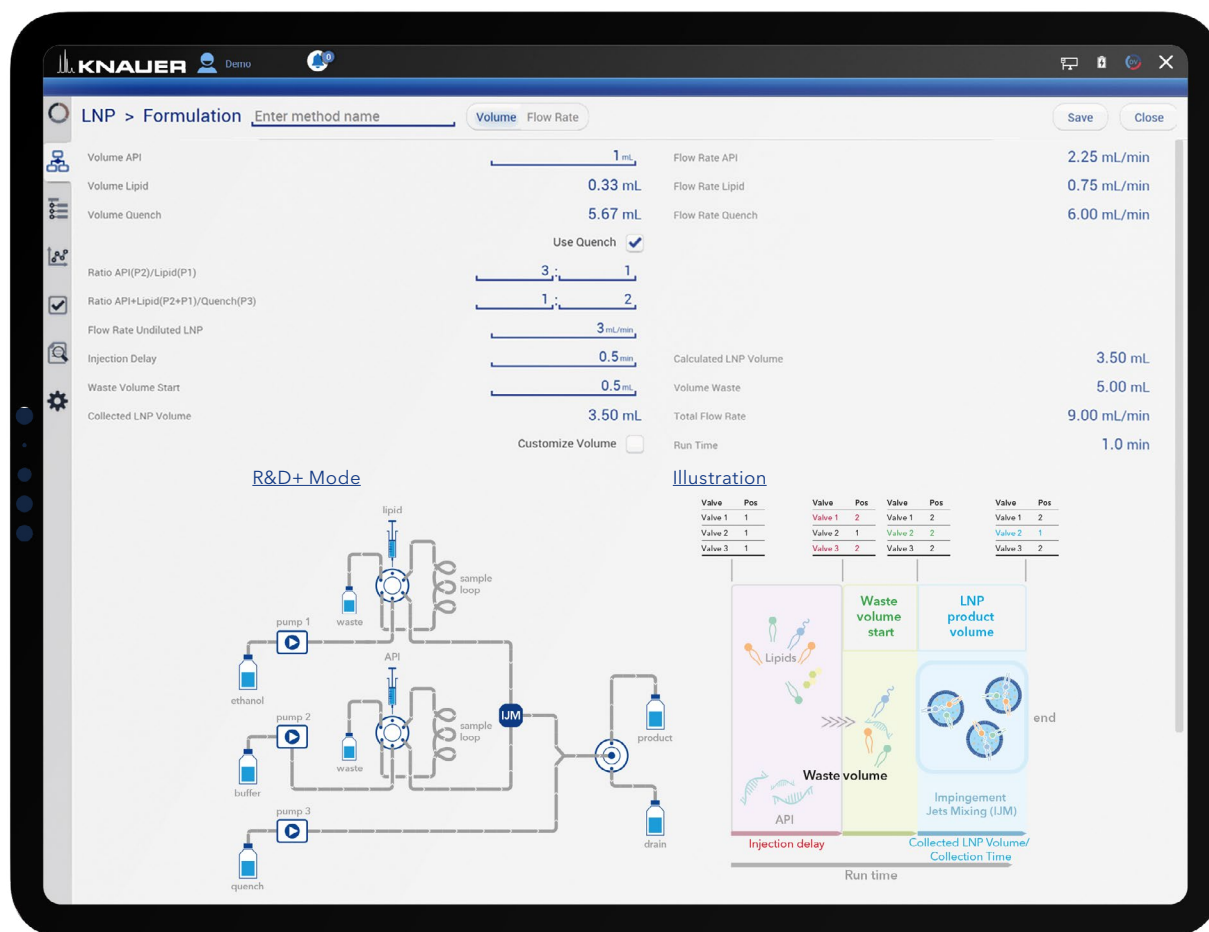 KNAUER Demo 0
LNP > Formulation Enter method name Volume Flow Rate Save Close
Volume API 1 mL Flow Rate API 2.25 mL/min
Volume Lipid 0.33 mL Flow Rate Lipid 0.75 mL/min
Volume Quench 5.67 mL Flow Rate Quench 6.00 mL/min
Use Quench
Ratio API(P2)/Lipid(P1) 3 : 1
Ratio API+Lipid(P2+P1)/Quench(P3) 1 : 2
Flow Rate Undiluted LNP 3 mL/min
Injection Delay 0.5 min Calculated LNP Volume 3.50 mL
Waste Volume Start 0.5 mL Volume Waste 5.00 mL
Collected LNP Volume 3.50 mL Total Flow Rate 9.00 mL/min
Customize Volume Run Time 1.0 min
R&D+ Mode
lipid
sample
loop
waste
pump 1
ethanol
API
pump 2
sample
loop
waste
buffer
IJM
product
pump 3
drain
quench
Illustration
Valve Pos Valve Pos Valve Pos Valve Pos
Valve 1 1 Valve 1 2 Valve 1 2 Valve 1 2
Valve 2 1 Valve 2 1 Valve 2 2 Valve 2 1
Valve 3 1 Valve 3 2 Valve 3 2 Valve 3 2
Waste
volume
start
LNP
product
volume
Lipids
end
Waste volume
API
Impingement
Jets Mixing (IJM)
Injection delay
Collected LNP Volume/
Collection Time
Run time